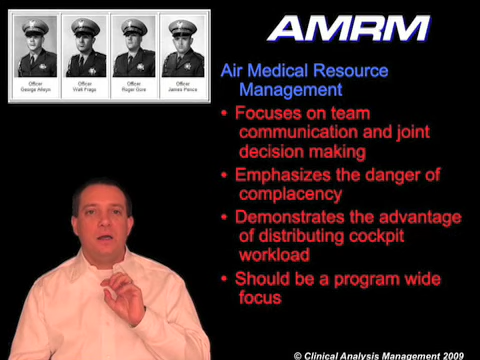 AMRM
Officer
George Alleyn
Officer
Walt Frago
Officer
Roger Gore
Officer
James Pence
Air Medical Resource
Management
• Focuses on team
communication and joint
decision making
• Emphasizes the danger of
complacency
• Demonstrates the advantage
of distributing cockpit
workload
• Should be a program wide
focus
© Clinical Analysis Management 2009